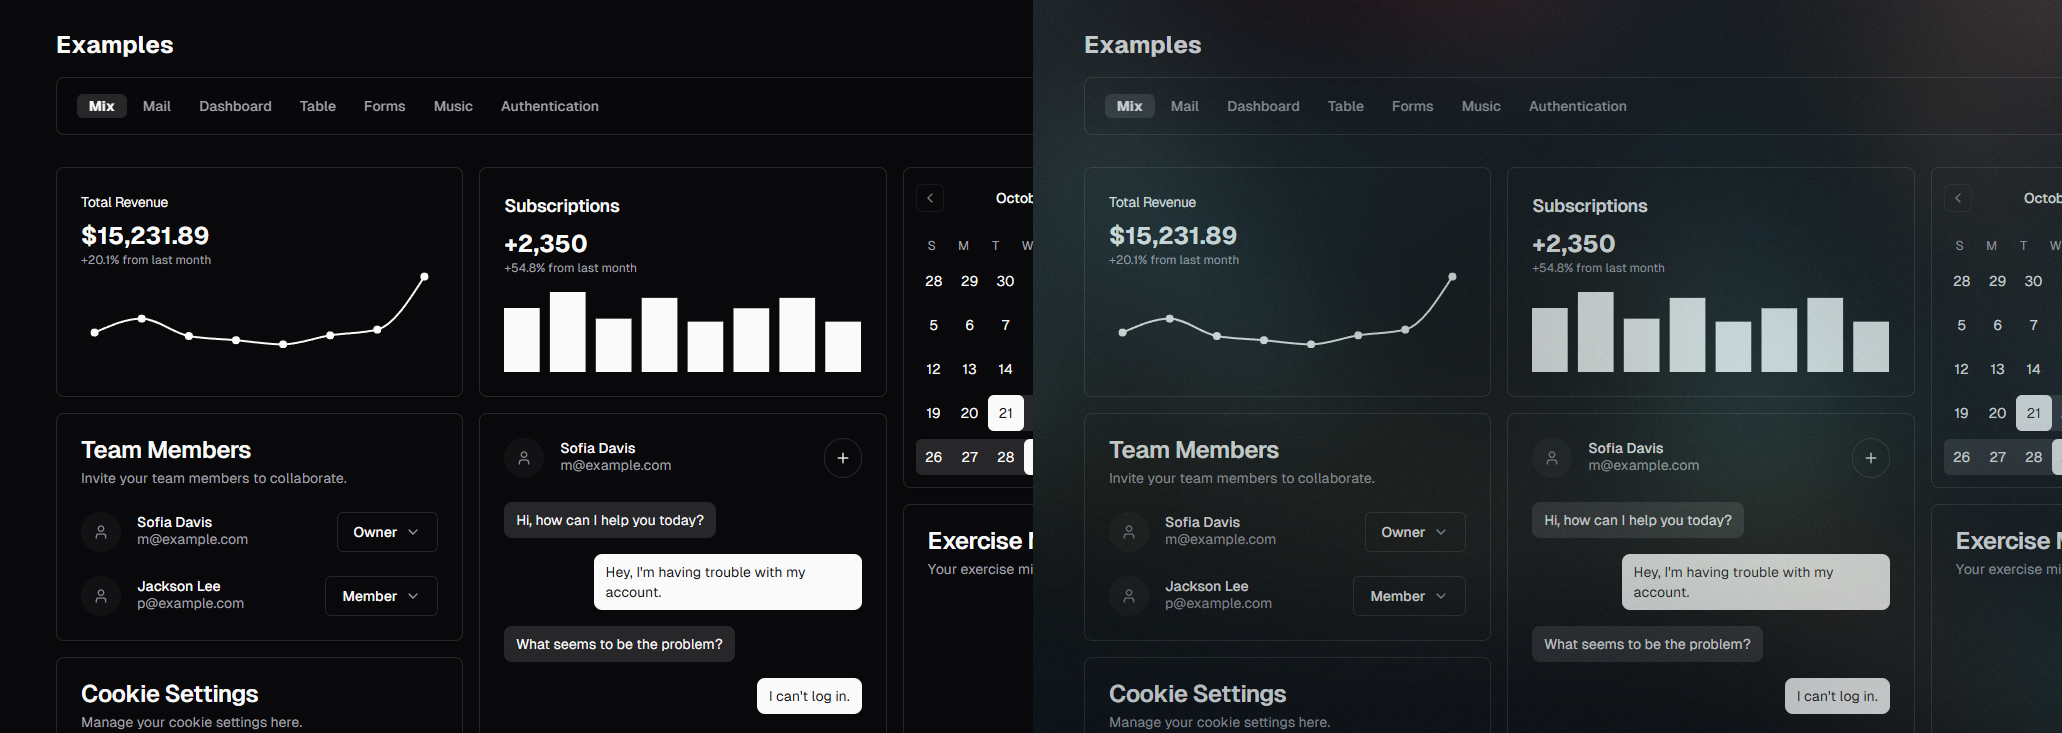 Examples
Mix Mail Dashboard Table Forms Music Authentication
Total Revenue
$15,231.89
+20.1% from last month
Subscriptions
+2,350
+54.8% from last month
Octob
S M T W
28 29 30
5 6 7
12 13 14
19 20 21
26 27 28
Team Members
Invite your team members to collaborate.
Sofia Davis
m@example.com
Owner
Jackson Lee
p@example.com
Member
Sofia Davis
m@example.com
Hi, how can I help you today?
Hey, I'm having trouble with my
account.
What seems to be the problem?
I can't log in.
Exercise M
Your exercise mi
Cookie Settings
Manage your cookie settings here.
Examples
Mix Mail Dashboard Table Forms Music Authentication
Total Revenue
$15,231.89
+20.1% from last month
Subscriptions
+2,350
+54.8% from last month
Octob
S M T W
28 29 30
5 6 7
12 13 14
19 20 21
26 27 28
Team Members
Invite your team members to collaborate.
Sofia Davis
m@example.com
Owner
Jackson Lee
p@example.com
Member
Sofia Davis
m@example.com
Hi, how can I help you today?
Hey, I'm having trouble with my
account.
What seems to be the problem?
I can't log in.
Exercise M
Your exercise mi
Cookie Settings
Manage your cookie settings here.